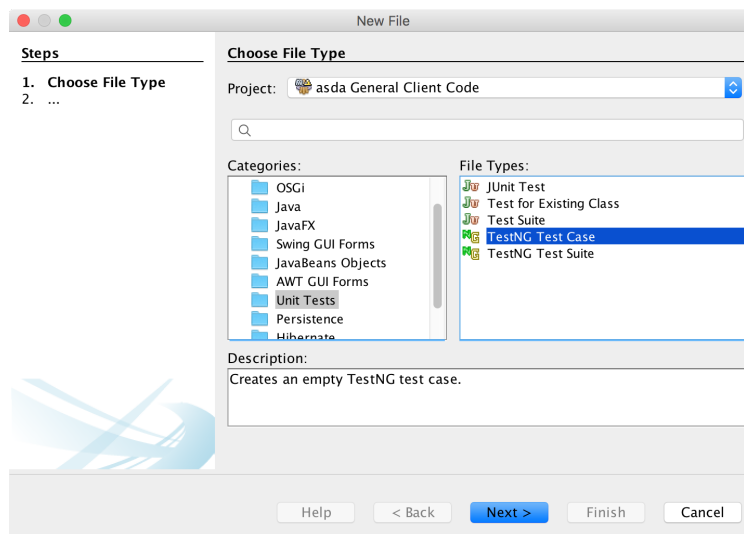 New File
Steps
1. Choose File Type
2. ...
Choose File Type
Project: asda General Client Code
Categories:
OSGi
Java
JavaFX
Swing GUI Forms
JavaBeans Objects
AWT GUI Forms
Unit Tests
Persistence
Hibernate
File Types:
JUnit Test
Test for Existing Class
Test Suite
TestNG Test Case
TestNG Test Suite
Description:
Creates an empty TestNG test case.
Help
< Back
Next >
Finish
Cancel